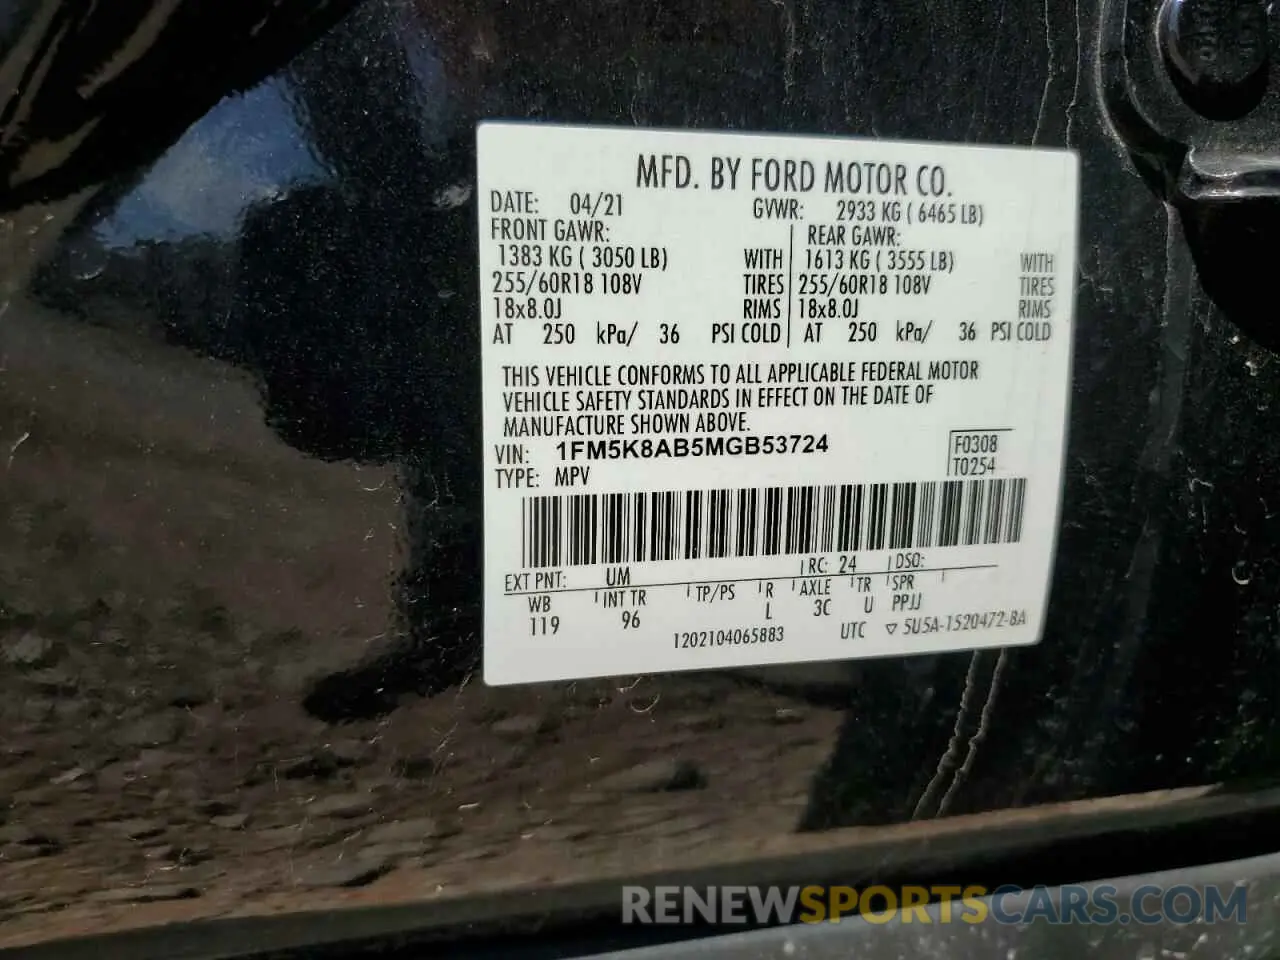 MFD. BY FORD MOTOR CO.
DATE: 04/21 GVWR: 2933 KG ( 6465 LB)
FRONT GAWR: REAR GAWR:
1383 KG ( 3050 LB) WITH 1613 KG ( 3555 LB) WITH
255/60R18 108V TIRES 255/60R18 108V TIRES
18x8.0J RIMS 18x8.0J RIMS
AT 250 kPa/ 36 PSI COLD AT 250 kPa/ 36 PSI COLD
THIS VEHICLE CONFORMS TO ALL APPLICABLE FEDERAL MOTOR
VEHICLE SAFETY STANDARDS IN EFFECT ON THE DATE OF
MANUFACTURE SHOWN ABOVE.
VIN: 1FM5K8AB5MGB53724 F0308
TYPE: MPV T0254
EXT PNT: UM RC: 24 DSO:
WB INT TR TP/PS R AXLE TR SPR
119 96 L 3C U PPJJ
1202104065883 UTC ▽ 5U5A-1520472-BA
RENEWSPORTSCARS.COM